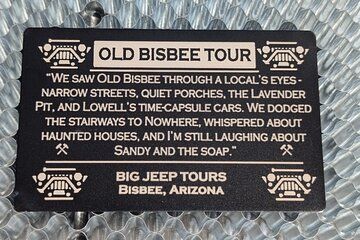 OLD BISBEE TOUR
"WE SAW OLD BISBEE THROUGH A LOCAL'S EYES-
NARROW STREETS, QUIET PORCHES, THE LAVENDER
PIT, AND LOWELL'S TIME-CAPSULE CARS. WE DODGED
THE STAIRWAYS TO NOWHERE, WHISPERED ABOUT
HAUNTED HOUSES, AND I'M STILL LAUGHING ABOUT
SANDY AND THE SOAP."
BIG JEEP TOURS
BISBEE, ARIZONA